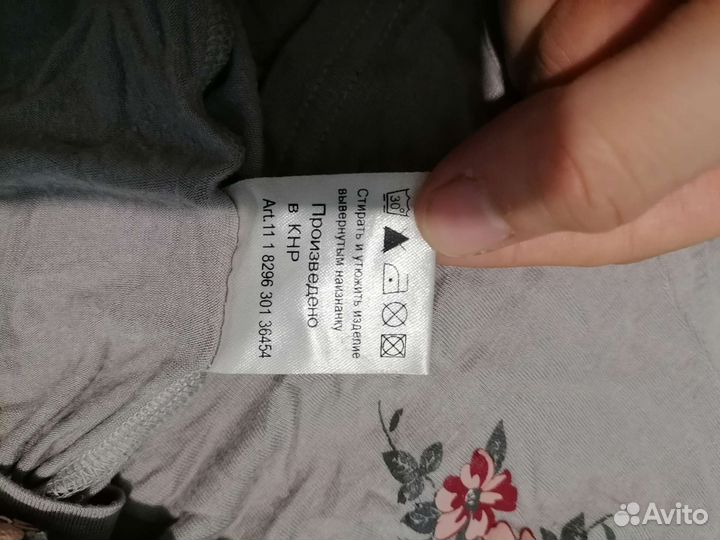 30°
Стирать и утюжить изделие
вывернутым наизнанку
Произведено
в КНР
Art.11 1 8296 301 36454
Avito